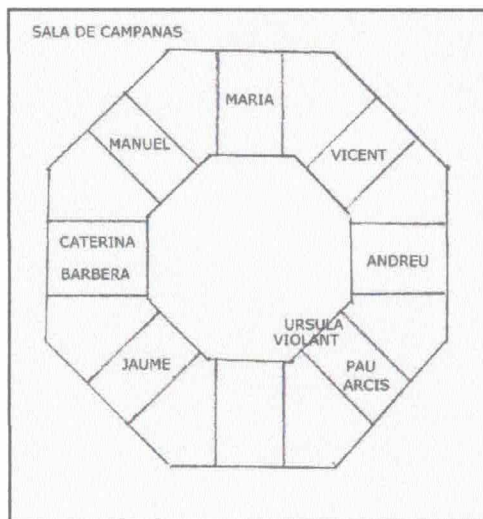 SALA DE CAMPANAS
MARIA
MANUEL
VICENT
CATERINA
BARBERA
ANDREU
URSULA
VIOLANT
JAUME
PAU
ARCIS